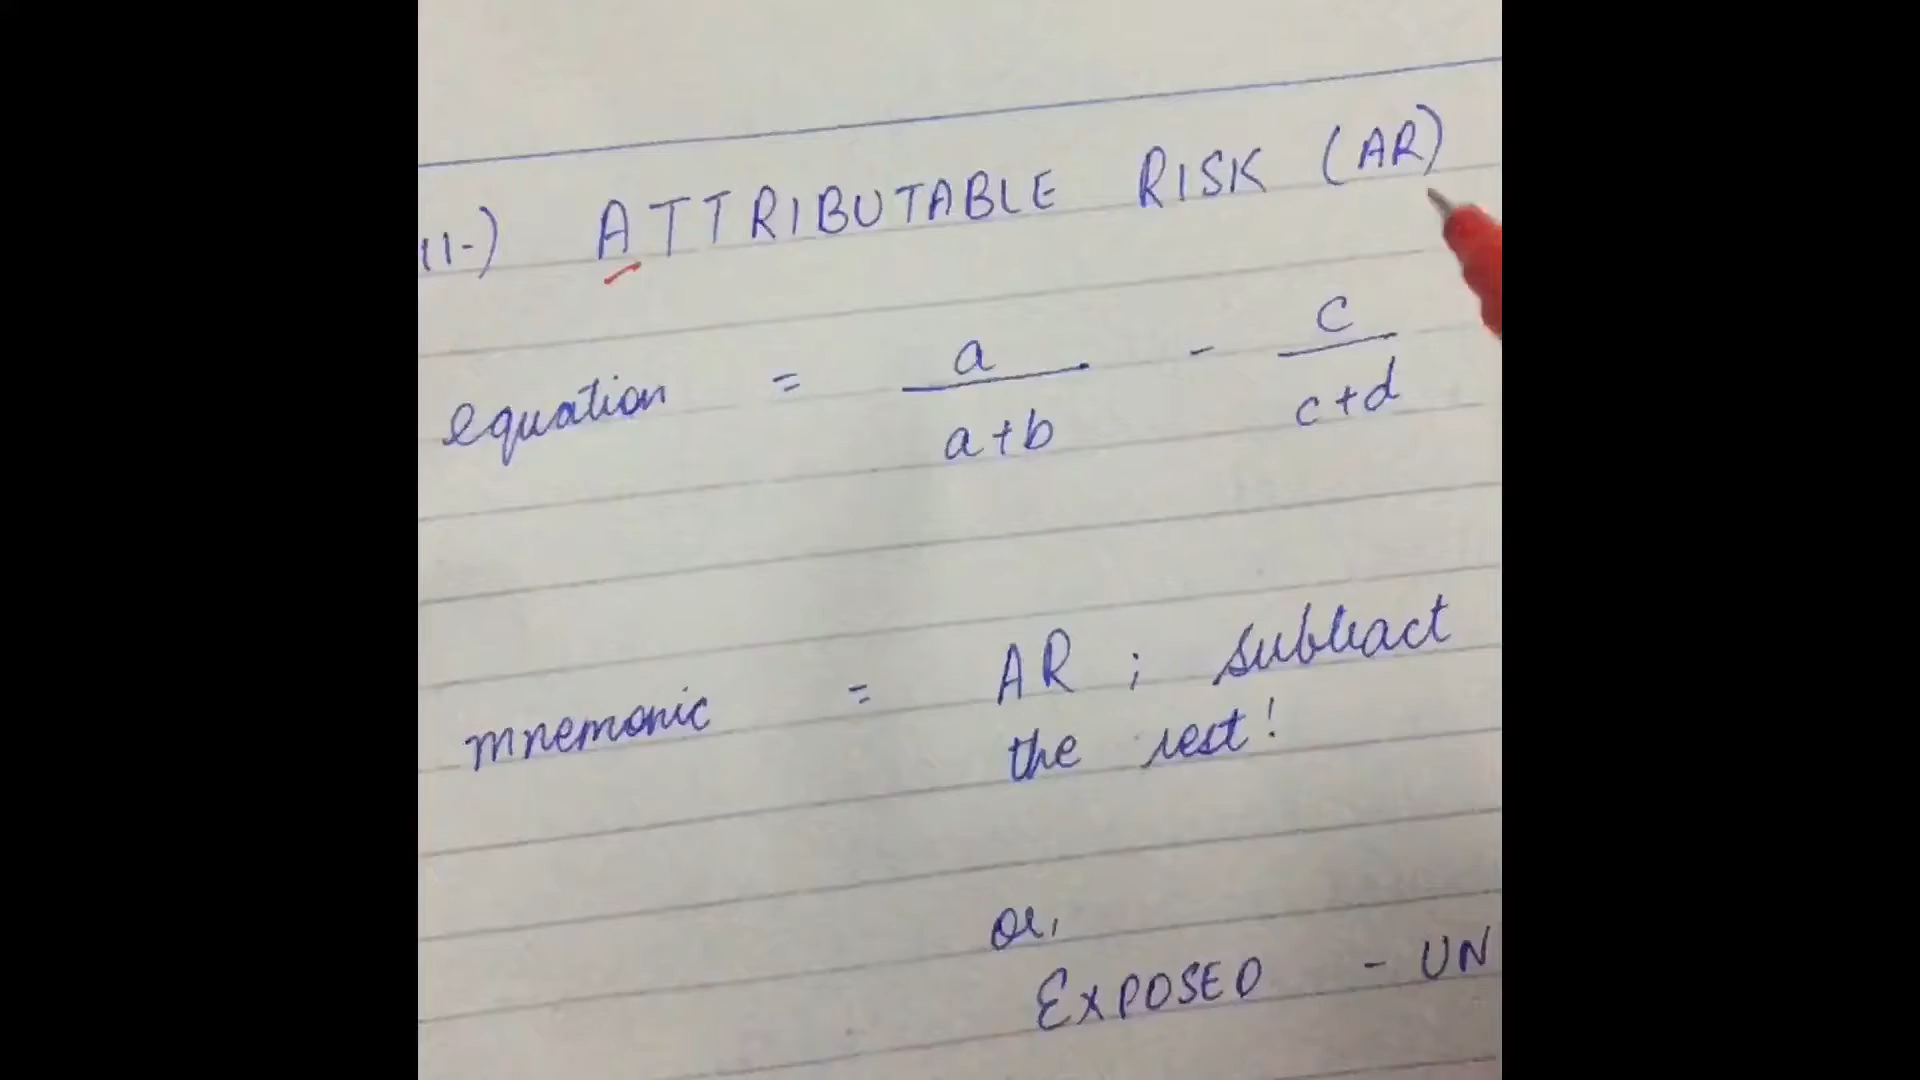 11-) ATTRIBUTABLE RISK (AR)
equation = a/a+b - c/c+d
mnemonic = AR ; subtract
the rest!
or,
EXPOSED - UN